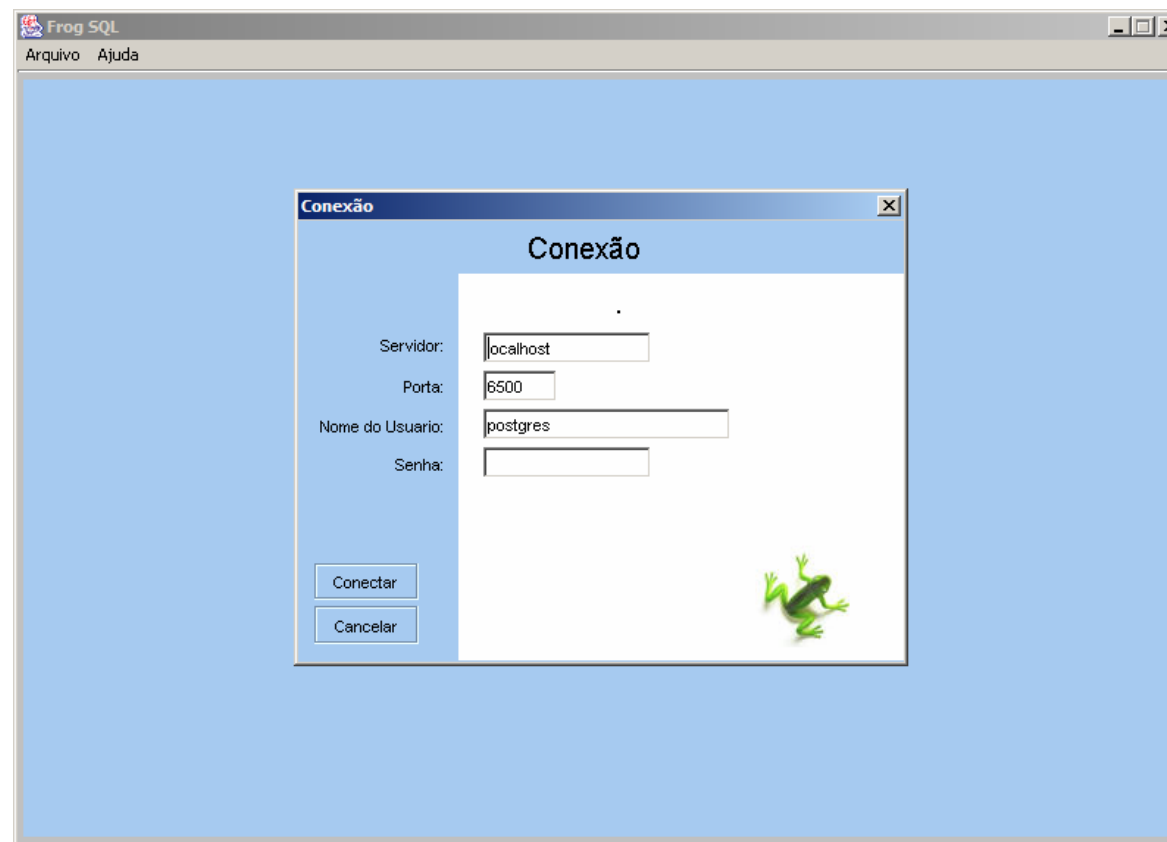 Frog SQL
Arquivo Ajuda
Conexão
Conexão
.
Servidor: localhost
Porta: 6500
Nome do Usuario: postgres
Senha:
Conectar
Cancelar